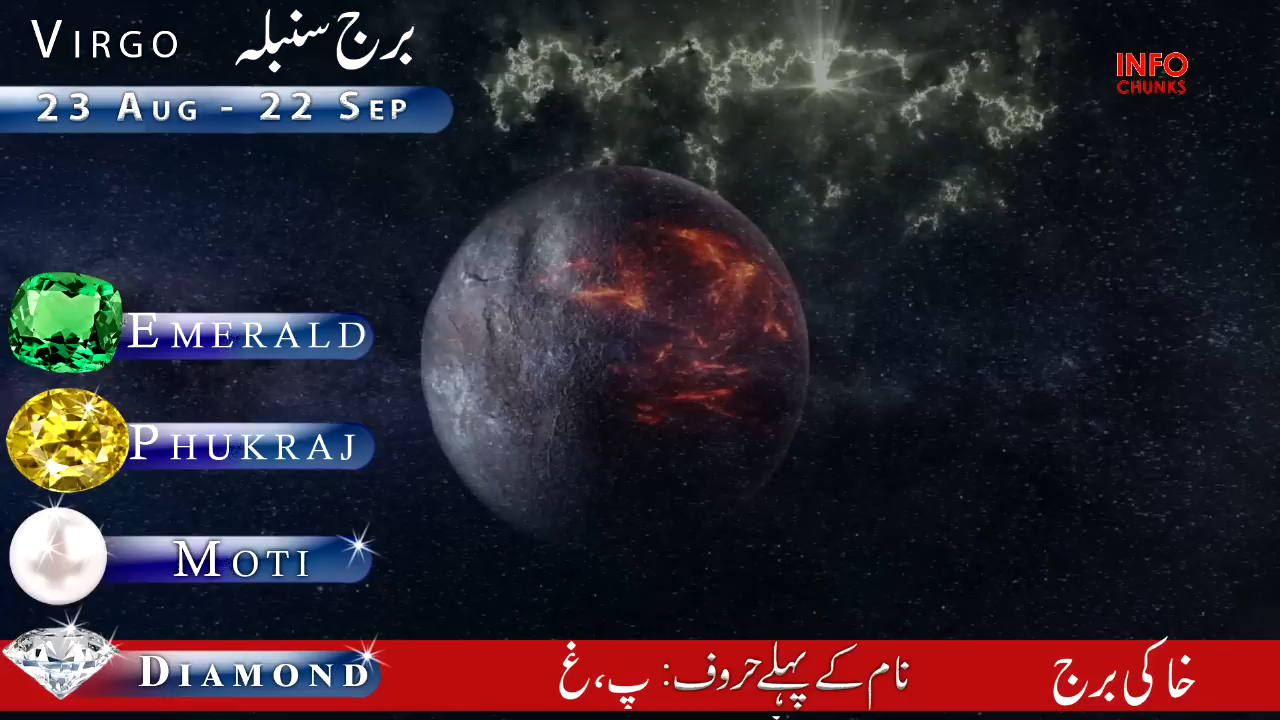 Virgo برج سنبلہ
23 Aug - 22 Sep
INFO
CHUNKS
Emerald
Phukraj
Moti
Diamond
نام کے پہلے حروف: پ، غ
خاکی برج